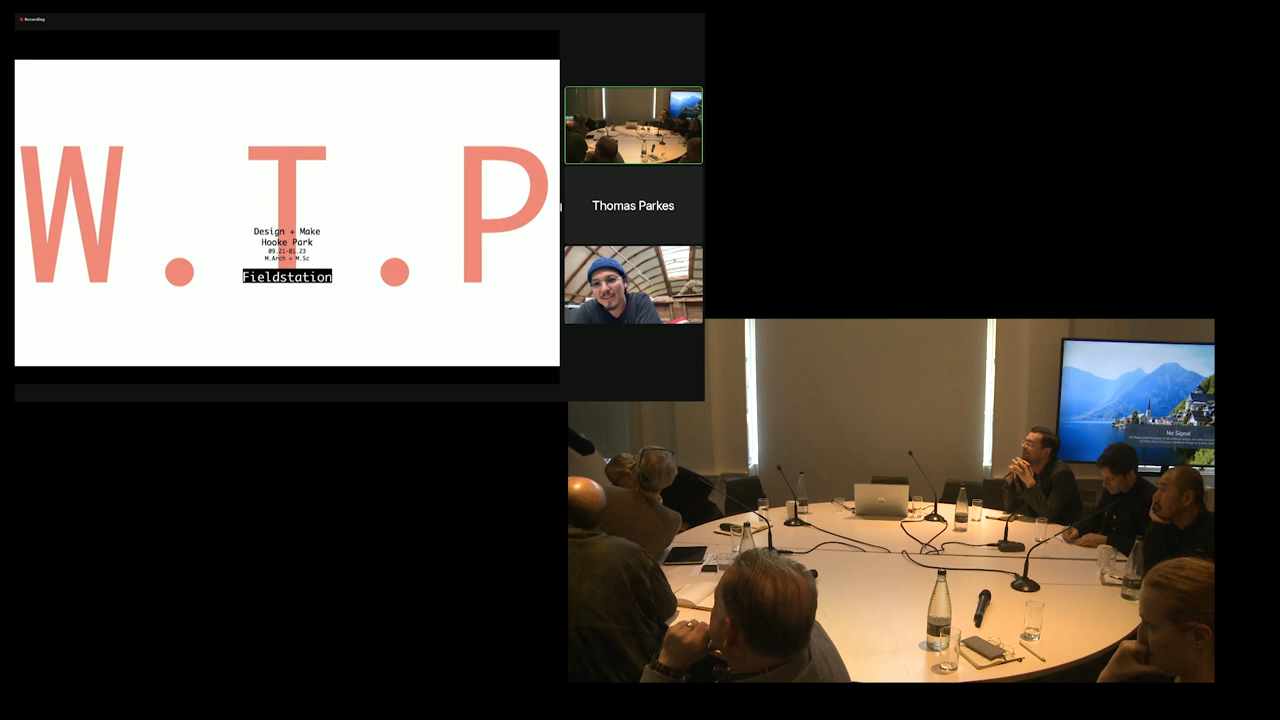 Recording
W.T.P
Design + Make
Hooke Park
09.21-01.23
M.Arch + M.Sc
Fieldstation
Thomas Parkes
No Signal